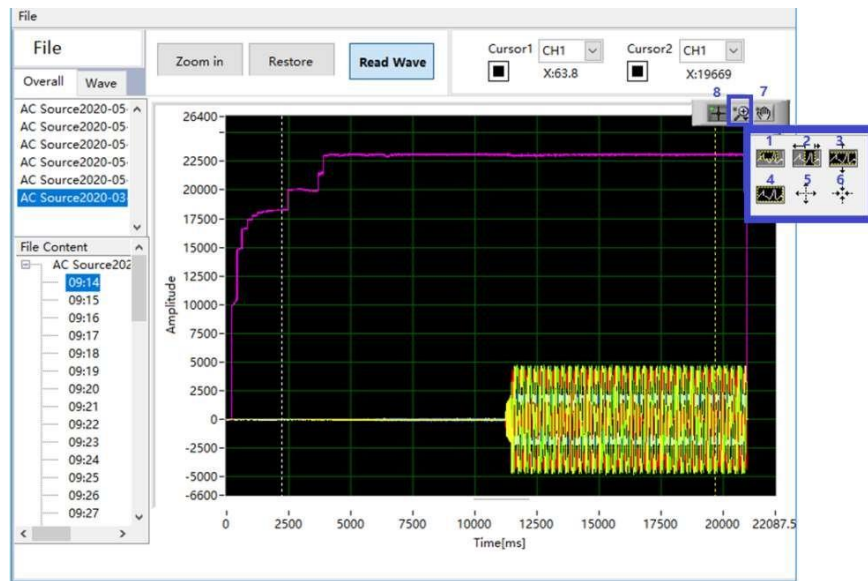 File
File
Zoom in
Restore
Read Wave
Cursor1
CH1
X:63.8
Cursor2
CH1
X:19669
Overall
Wave
8
7
AC Source2020-05-
AC Source2020-05-
AC Source2020-05-
AC Source2020-05-
AC Source2020-05-
AC Source2020-03-
1
2
3
4
5
6
File Content
AC Source202
09:14
09:15
09:16
09:17
09:18
09:19
09:20
09:21
09:22
09:23
09:24
09:25
09:26
09:27
Amplitude
26400
22500
20000
17500
15000
12500
10000
7500
5000
2500
0
-2500
-5000
-6600
0
2500
5000
7500
10000
12500
15000
17500
20000
22087.5
Time[ms]